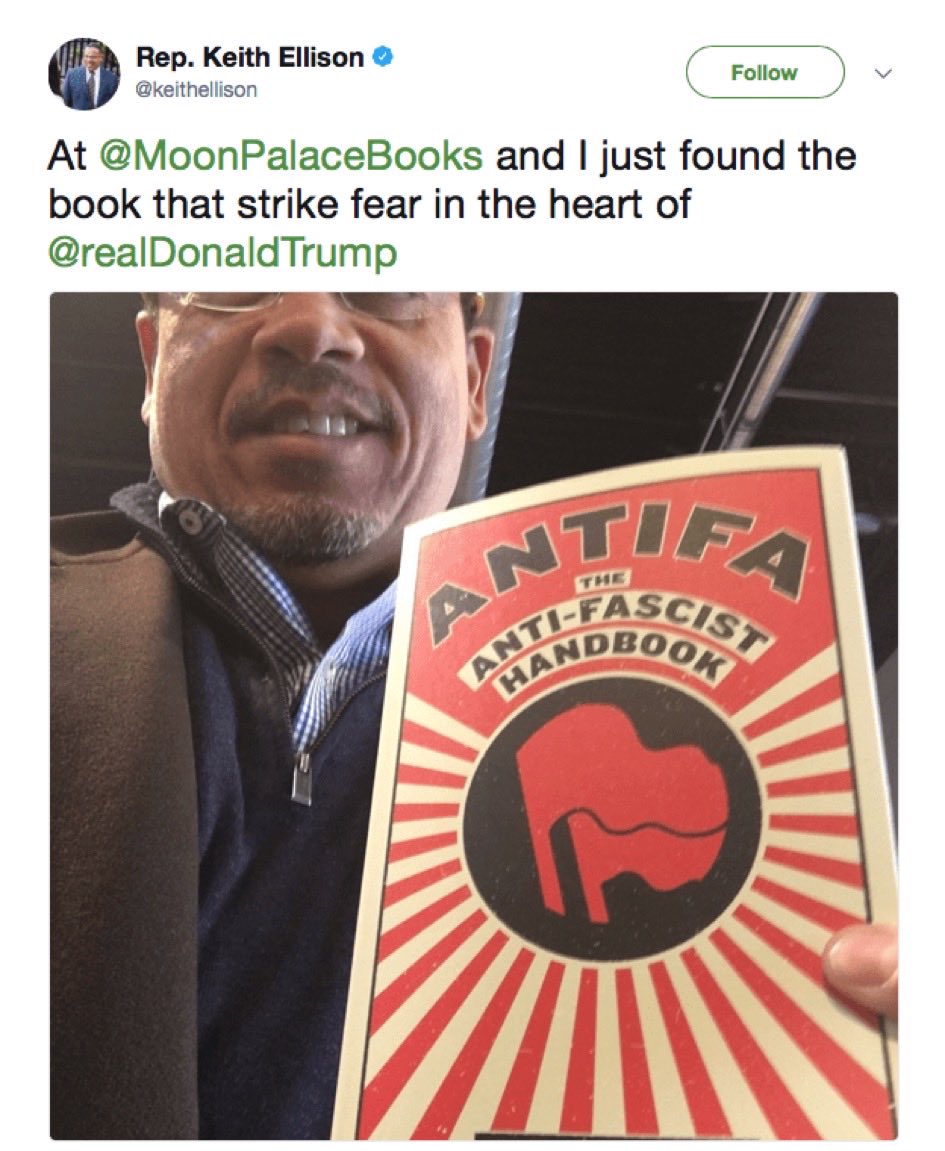 Rep. Keith Ellison
@keithellison
Follow
At @MoonPalaceBooks and I just found the
book that strike fear in the heart of
@realDonaldTrump
ANTIFA
THE
ANTI-FASCIST
HANDBOOK